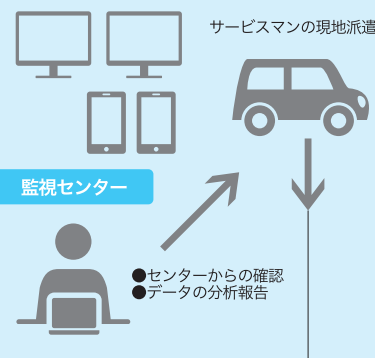 サービスマンの現地派遣
監視センター
●センターからの確認
●データの分析報告